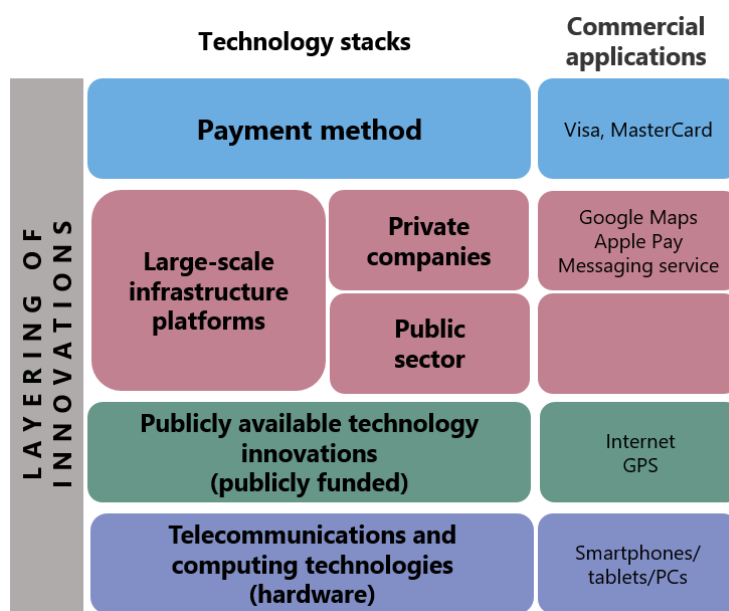 Technology stacks
Commercial
applications
LAYERING OF
INNOVATIONS
Payment method
Visa, MasterCard
Large-scale
infrastructure
platforms
Private
companies
Google Maps
Apple Pay
Messaging service
Public
sector
Publicly available technology
innovations
(publicly funded)
Internet
GPS
Telecommunications and
computing technologies
(hardware)
Smartphones/
tablets/PCs